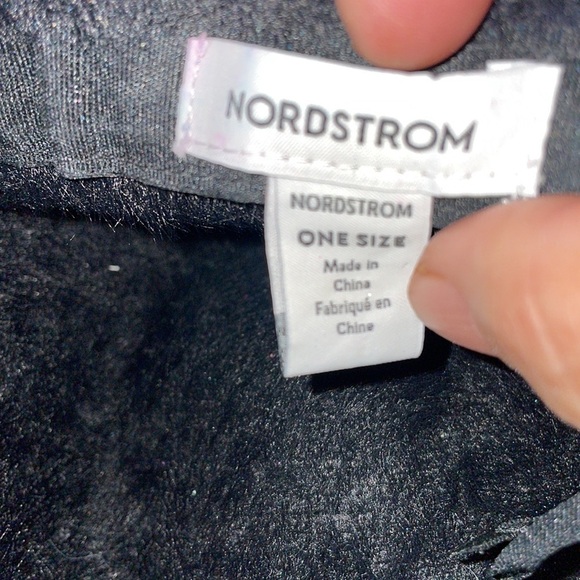 NORDSTROM
NORDSTROM
ONE SIZE
Made in
China
Fabriqué en
Chine